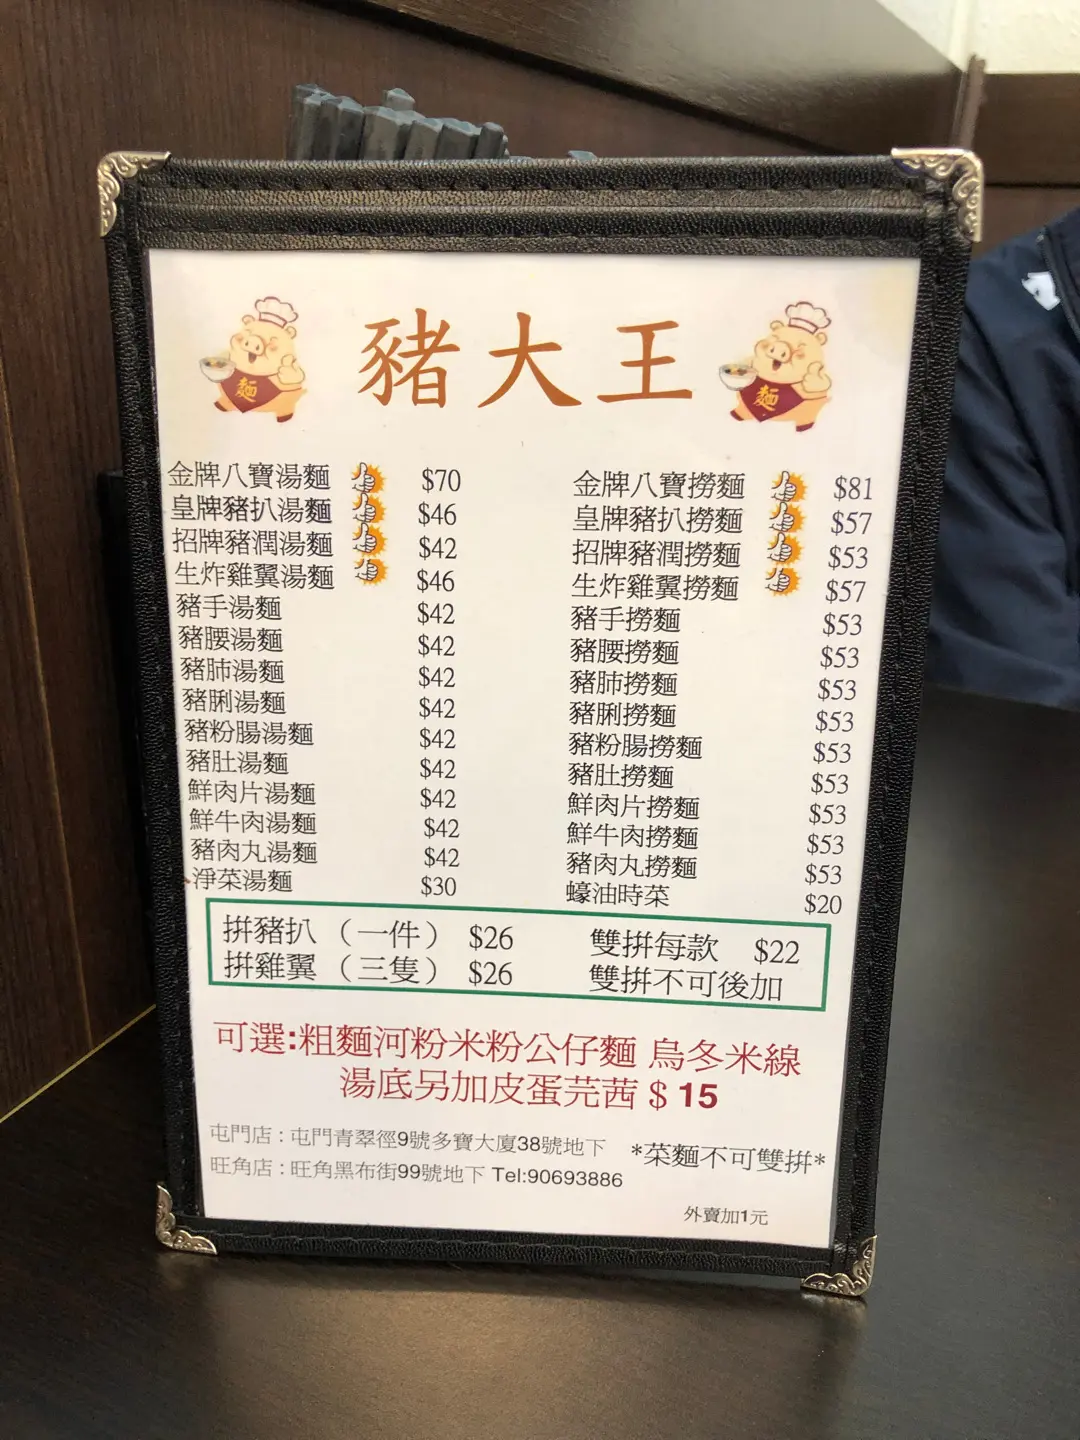 豬大王
麵
麵
金牌八寶湯麵 $70
皇牌豬扒湯麵 $46
招牌豬潤湯麵 $42
生炸雞翼湯麵 $46
豬手湯麵 $42
豬腰湯麵 $42
豬肺湯麵 $42
豬脷湯麵 $42
豬粉腸湯麵 $42
豬肚湯麵 $42
鮮肉片湯麵 $42
鮮牛肉湯麵 $42
豬肉丸湯麵 $42
淨菜湯麵 $30
金牌八寶撈麵 $81
皇牌豬扒撈麵 $57
招牌豬潤撈麵 $53
生炸雞翼撈麵 $57
豬手撈麵 $53
豬腰撈麵 $53
豬肺撈麵 $53
豬脷撈麵 $53
豬粉腸撈麵 $53
豬肚撈麵 $53
鮮肉片撈麵 $53
鮮牛肉撈麵 $53
豬肉丸撈麵 $53
蠔油時菜 $20
拼豬扒（一件） $26
拼雞翼（三隻） $26
雙拼每款 $22
雙拼不可後加
可選:粗麵河粉米粉公仔麵 烏冬米線
湯底另加皮蛋芫茜 $ 15
屯門店：屯門青翠徑9號多寶大廈38號地下
旺角店：旺角黑布街99號地下 Tel:90693886
*菜麵不可雙拼*
外賣加1元